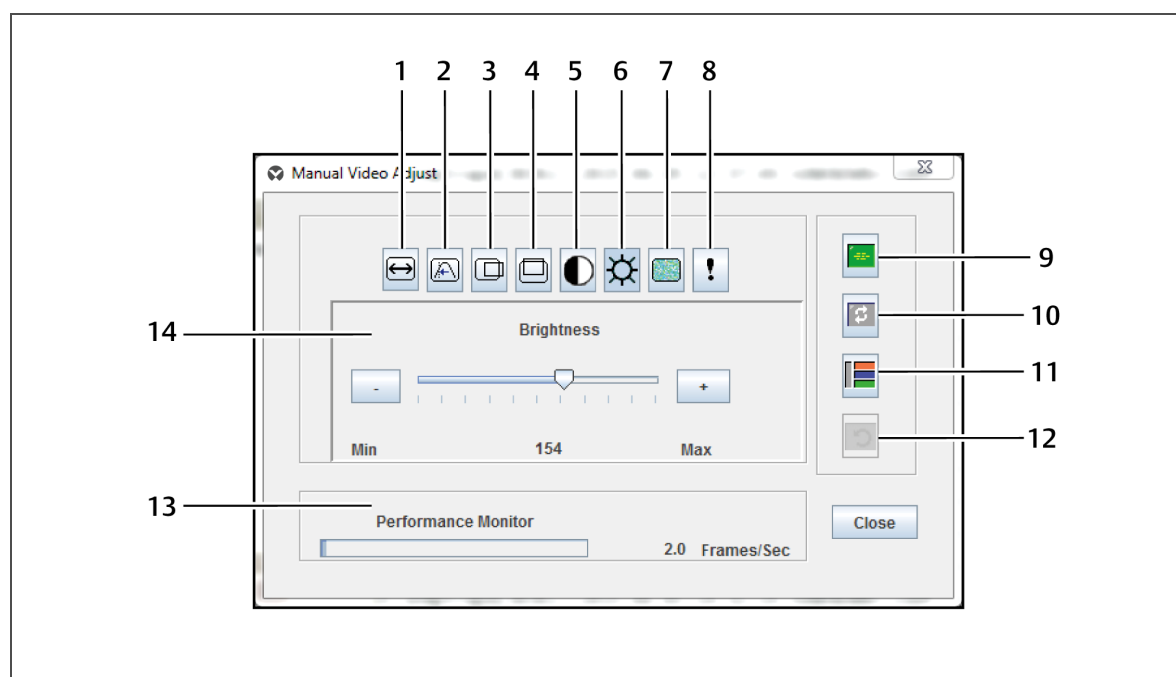 1 2 3 4 5 6 7 8
Manual Video Adjust
9
10
14
Brightness
11
- +
12
Min 154 Max
13
Performance Monitor
Close
2.0 Frames/Sec